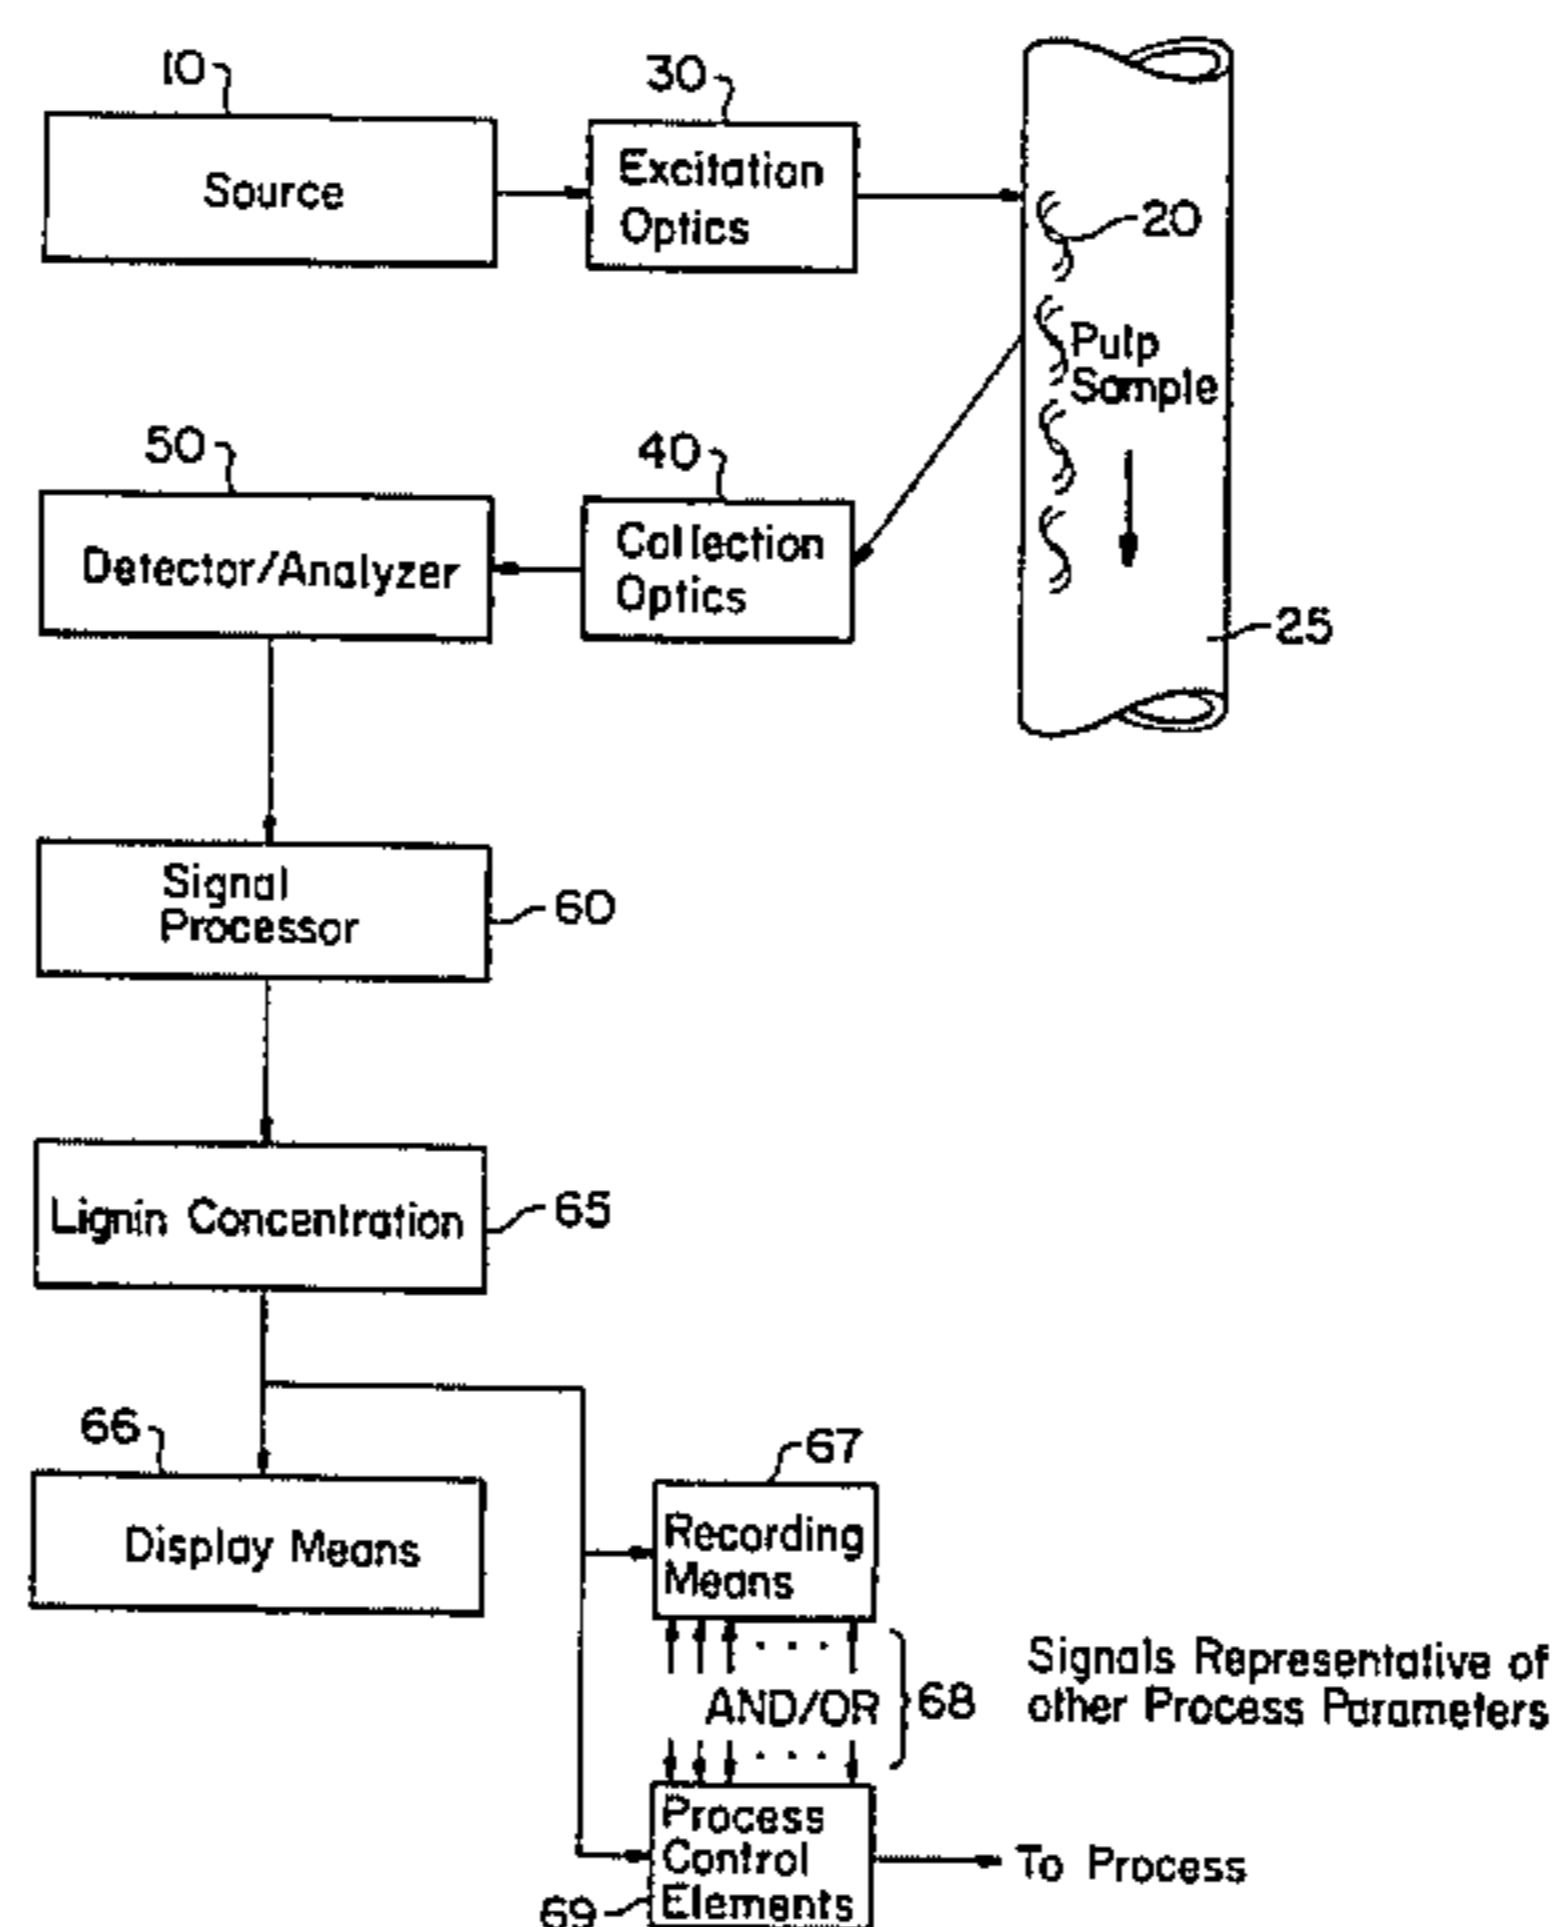 10
30
Source
Excitation
Optics
20
Pulp
Sample
50
40
Detector/Analyzer
Collection
Optics
25
Signal
Processor
60
Lignin Concentration
65
66
67
Display Means
Recording
Means
. . .
AND/OR
68
Signals Representative of
other Process Parameters
. . .
Process
Control
Elements
69
To Process